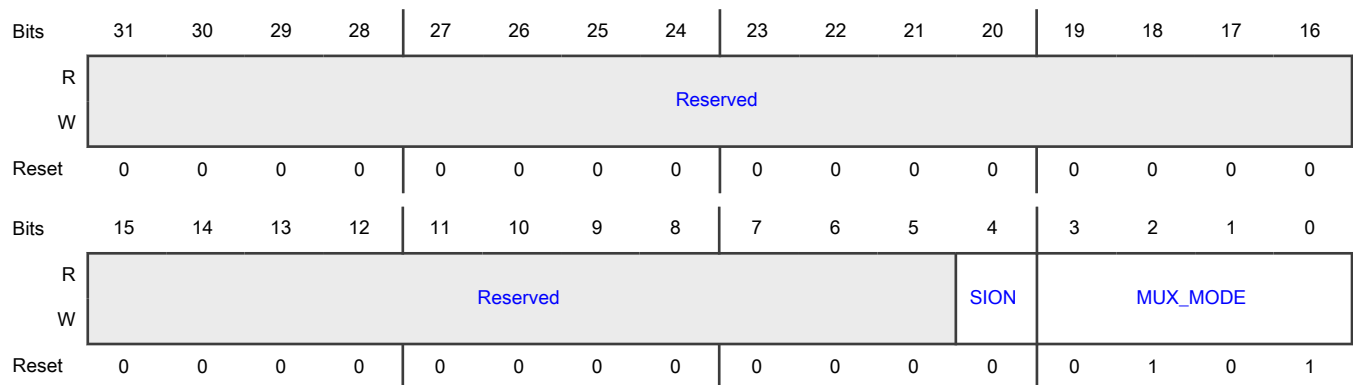 Bits 31 30 29 28 27 26 25 24 23 22 21 20 19 18 17 16
R
Reserved
W
Reset 0 0 0 0 0 0 0 0 0 0 0 0 0 0 0 0
Bits 15 14 13 12 11 10 9 8 7 6 5 4 3 2 1 0
R
Reserved SION MUX_MODE
W
Reset 0 0 0 0 0 0 0 0 0 0 0 0 0 1 0 1